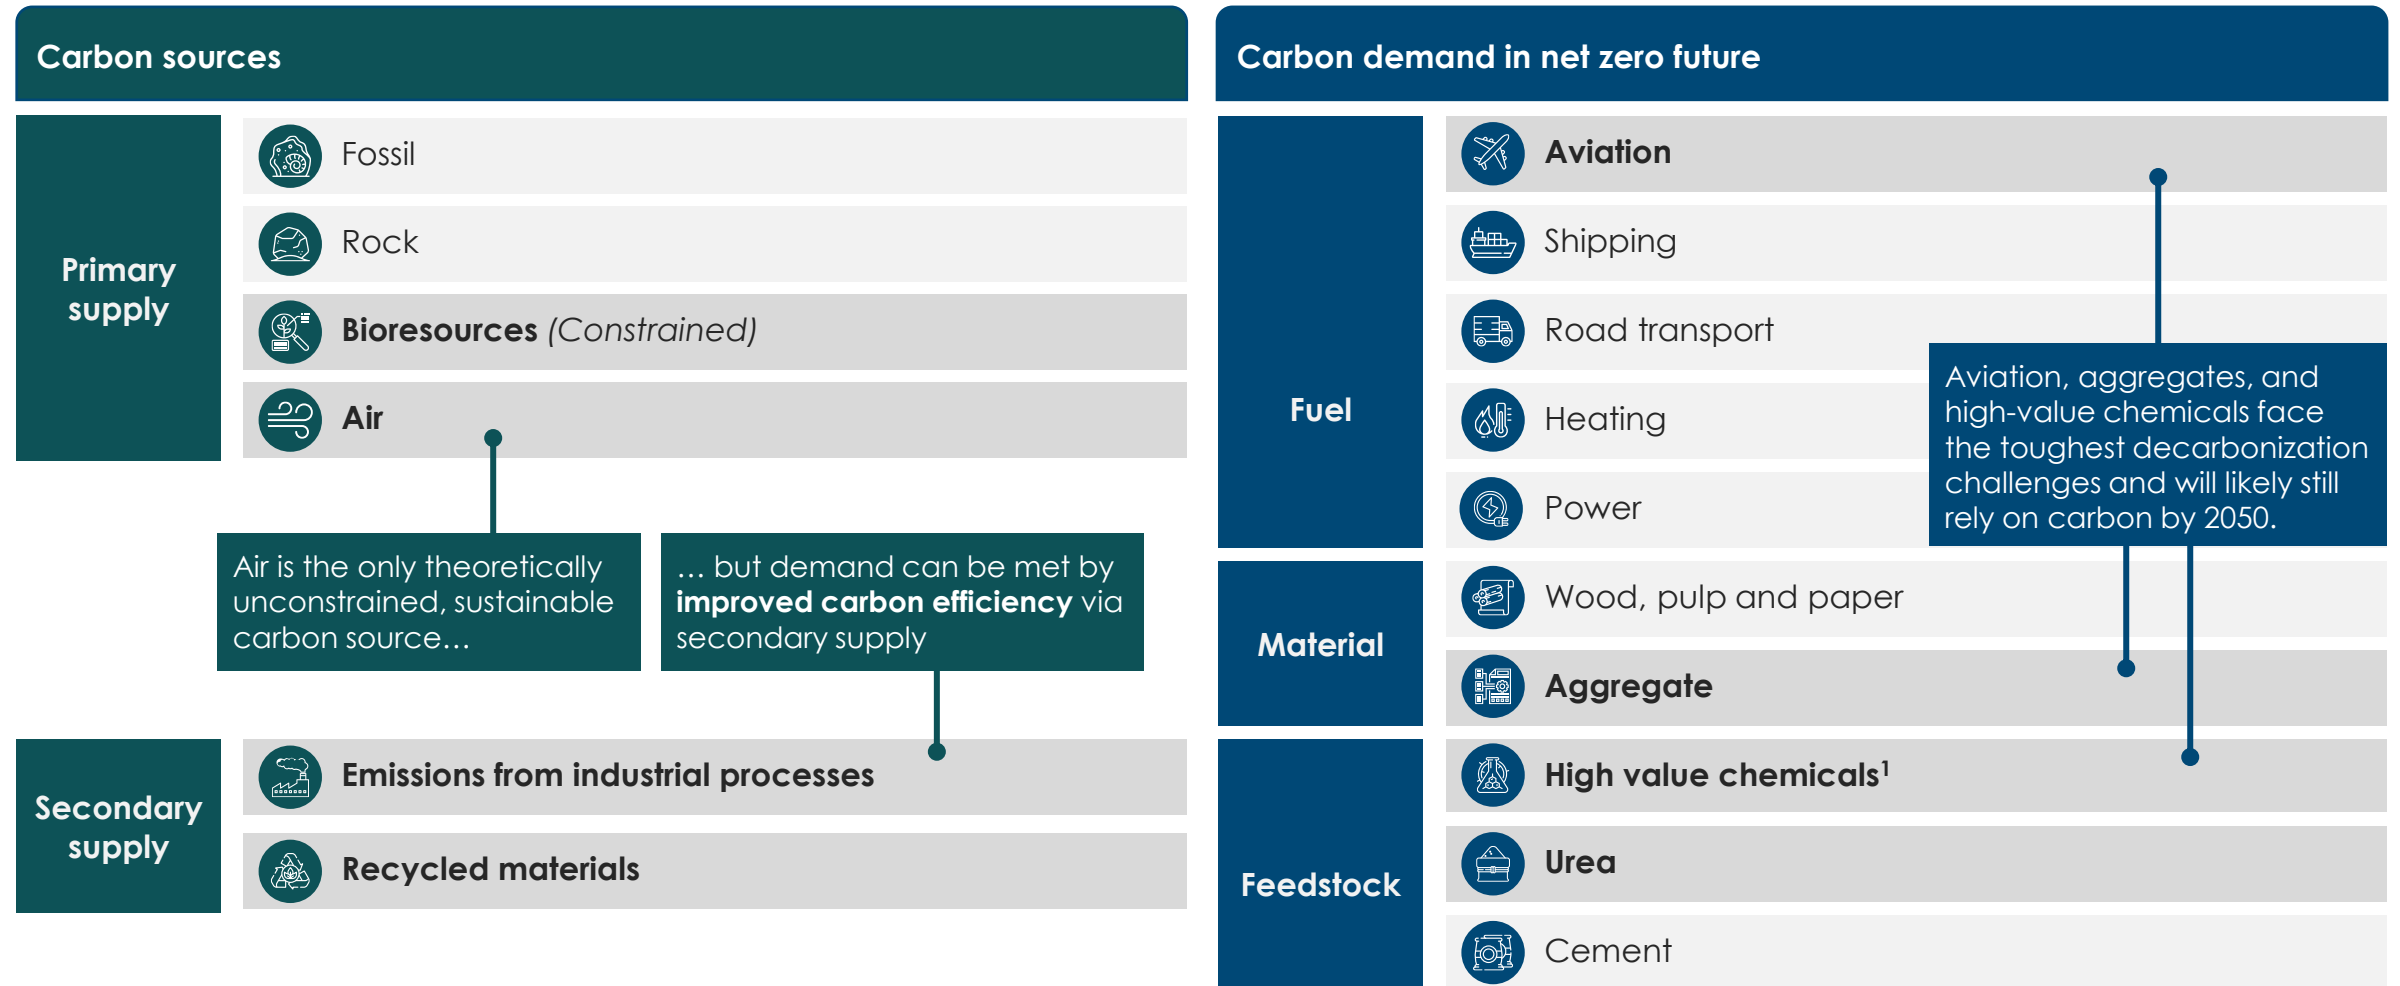 Carbon sources
Primary
supply
Fossil
Rock
Bioresources (Constrained)
Air
Air is the only theoretically
unconstrained, sustainable
carbon source…
… but demand can be met by
improved carbon efficiency via
secondary supply
Secondary
supply
Emissions from industrial processes
Recycled materials
Carbon demand in net zero future
Fuel
Aviation
Shipping
Road transport
Heating
Power
Aviation, aggregates, and
high-value chemicals face
the toughest decarbonization
challenges and will likely still
rely on carbon by 2050.
Material
Wood, pulp and paper
Aggregate
Feedstock
High value chemicals¹
Urea
Cement